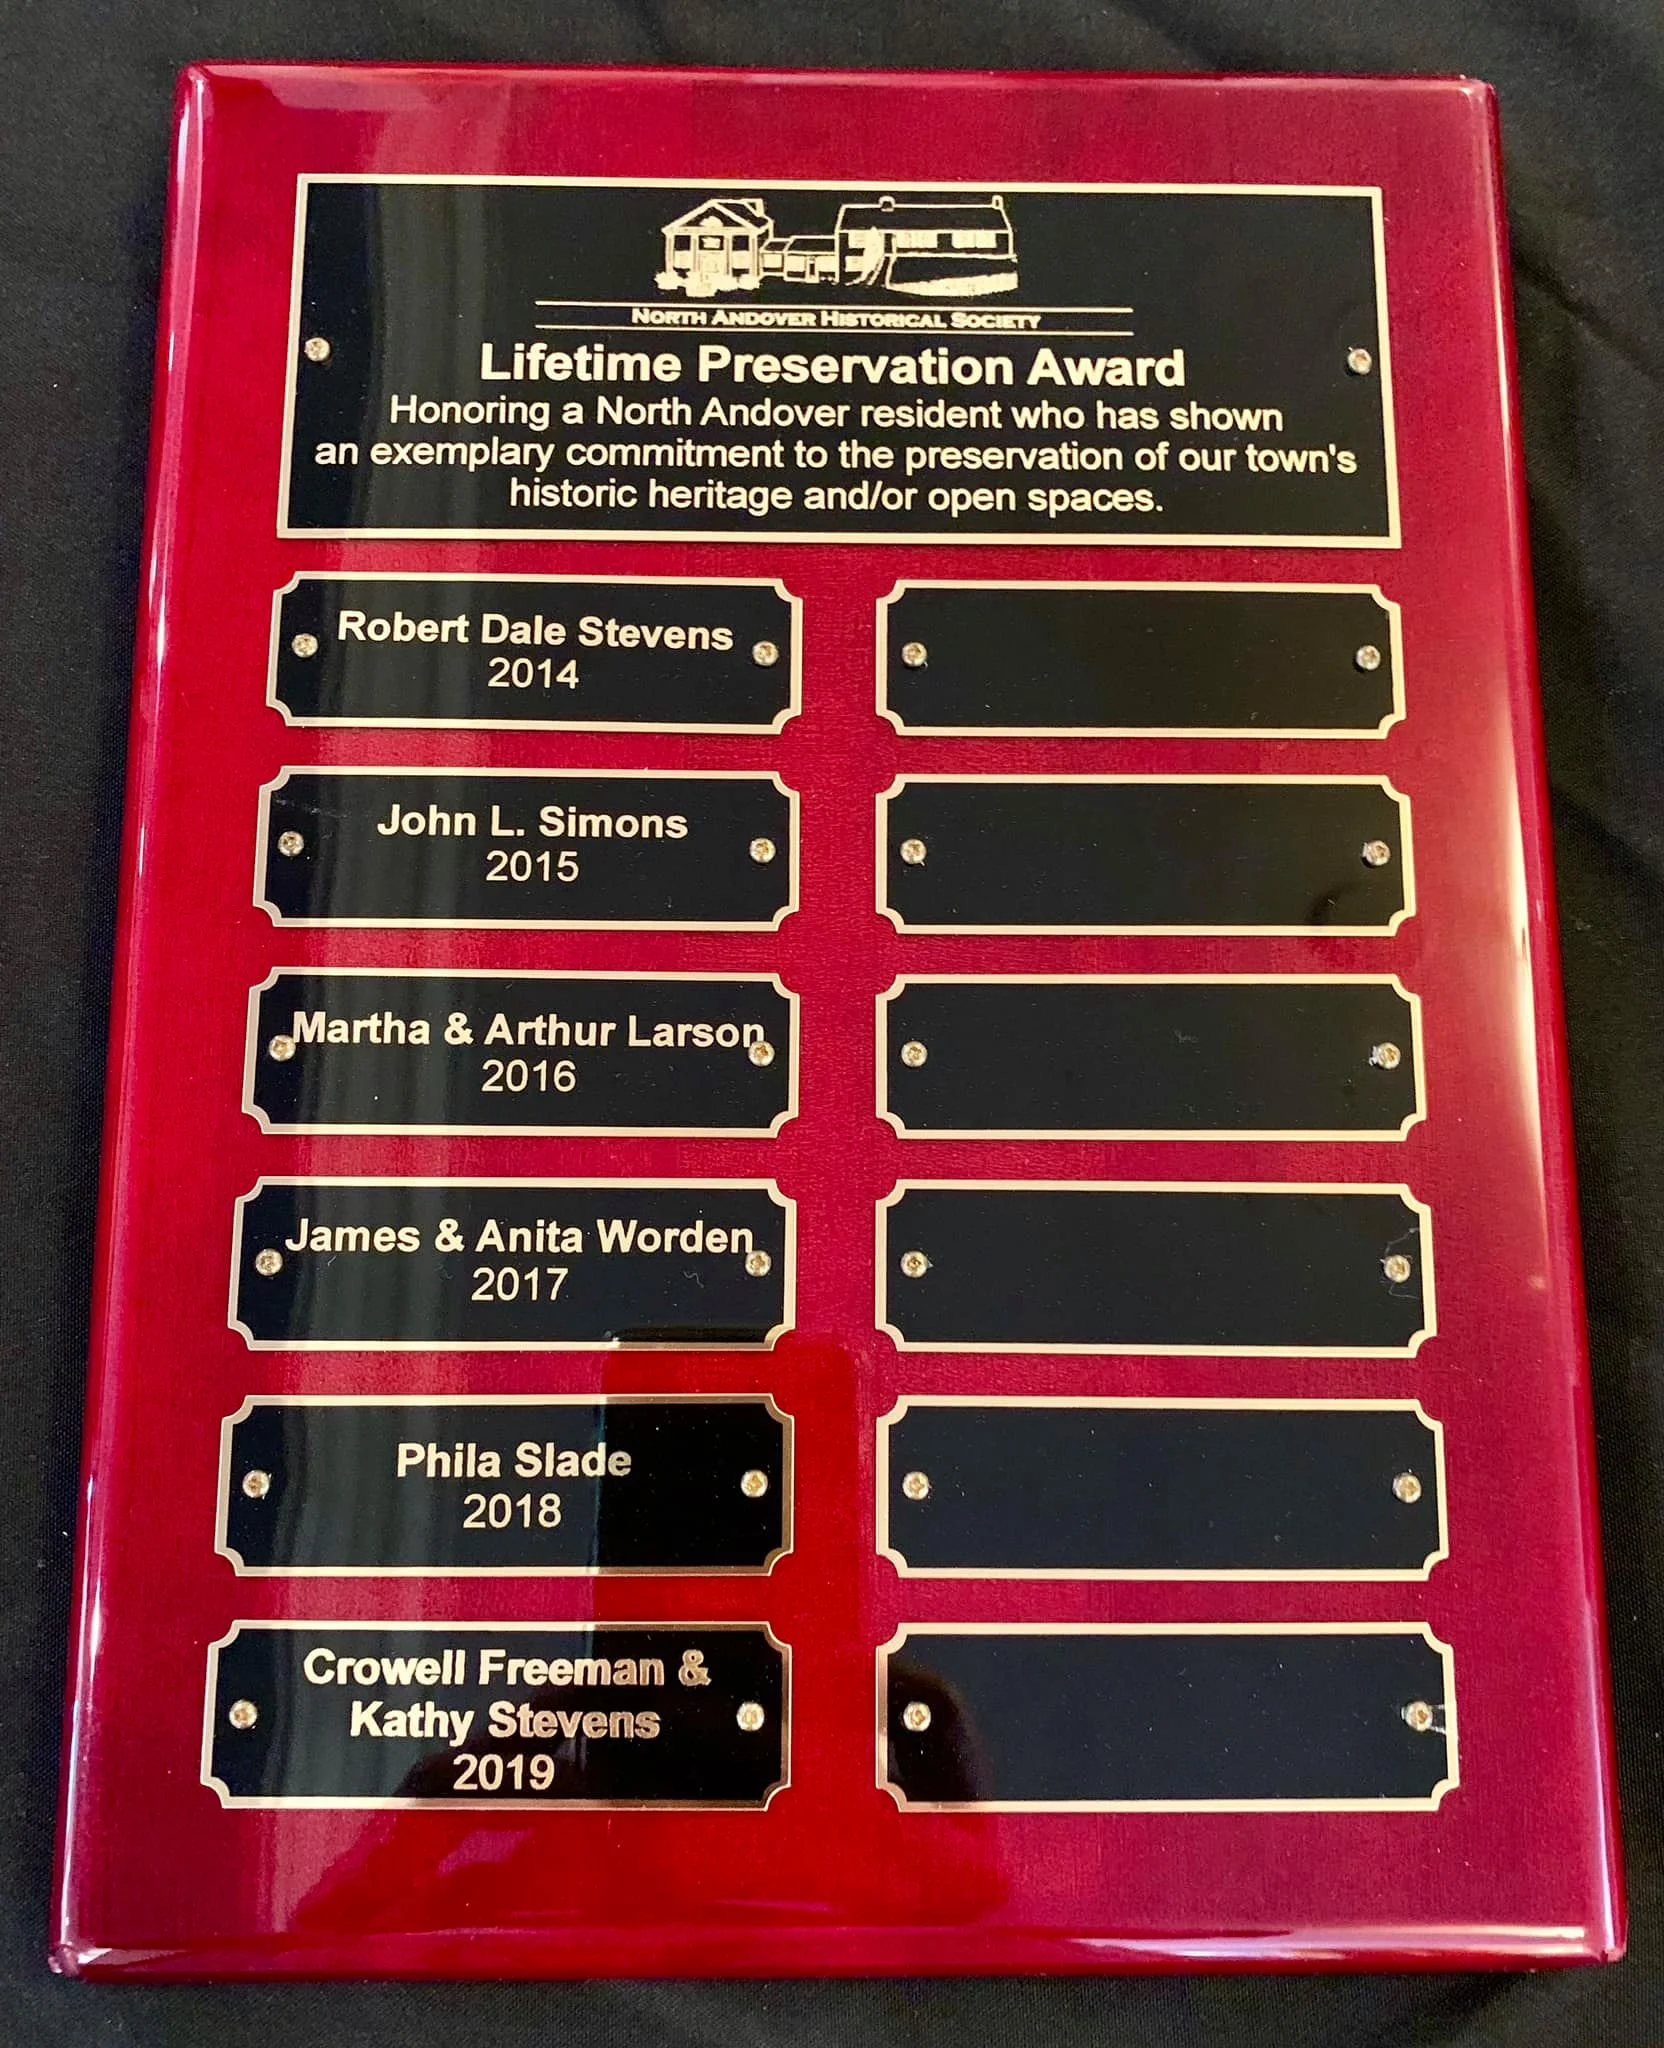 NORTH ANDOVER HISTORICAL SOCIETY
Lifetime Preservation Award
Honoring a North Andover resident who has shown
an exemplary commitment to the preservation of our town's
historic heritage and/or open spaces.
Robert Dale Stevens
2014
John L. Simons
2015
Martha & Arthur Larson
2016
James & Anita Worden
2017
Phila Slade
2018
Crowell Freeman &
Kathy Stevens
2019